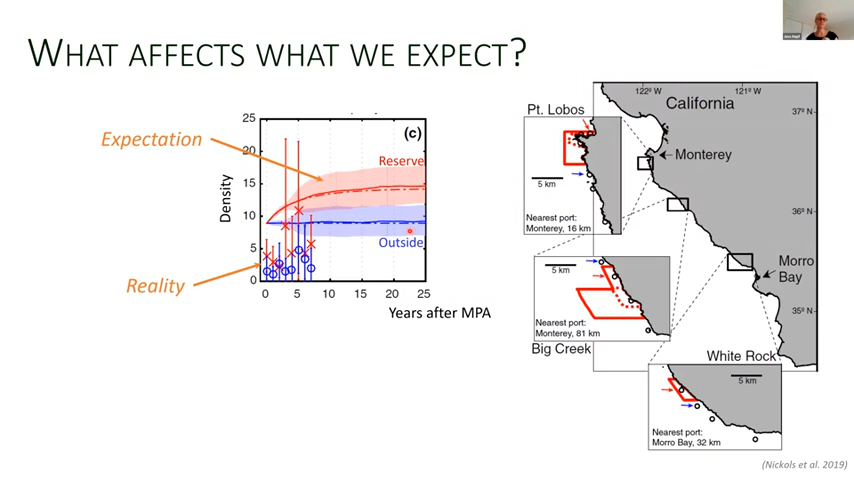 WHAT AFFECTS WHAT WE EXPECT?
Expectation
Reality
25
20
15
10
5
0
Density
(c)
Reserve
Outside
0
5
10
15
20
25
Years after MPA
122º W
121º W
California
37º N
36º N
35º N
Pt. Lobos
5 km
Nearest port:
Monterey, 16 km
Monterey
Morro
Bay
5 km
Nearest port:
Monterey, 81 km
Big Creek
White Rock
5 km
Nearest port:
Morro Bay, 32 km
(Nickols et al. 2019)